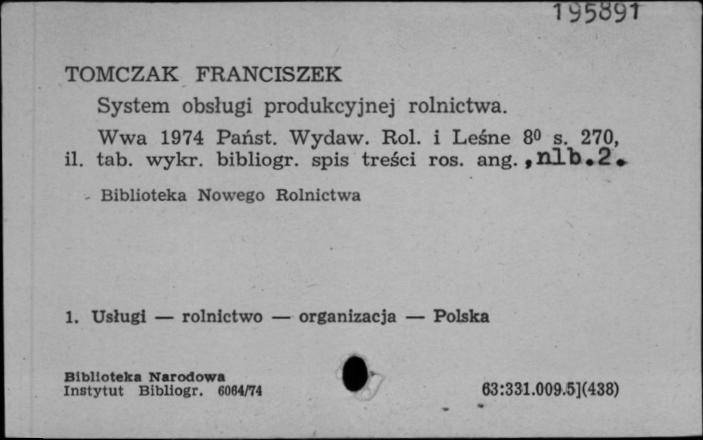 195891
TOMCZAK FRANCISZEK
System obsługi produkcyjnej rolnictwa.
Wwa 1974 Państ. Wydaw. Rol. i Leśne 8⁰ s. 270,
il. tab. wykr. bibliogr. spis treści ros. ang. ,nlb.2.
Biblioteka Nowego Rolnictwa
1. Usługi — rolnictwo — organizacja — Polska
Biblioteka Narodowa
Instytut Bibliogr. 6064/74
63:331.009.5](438)